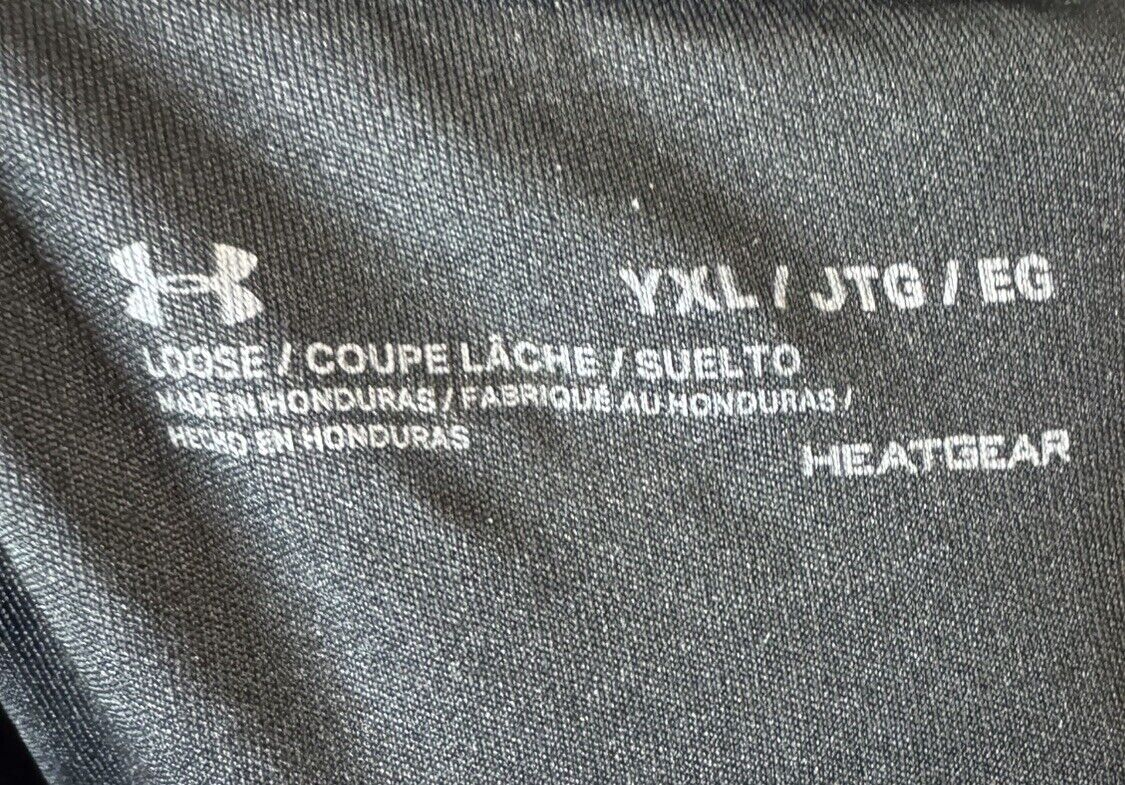 YXL / JTG / EG
LOOSE / COUPE LÂCHE / SUELTO
MADE IN HONDURAS / FABRIQUÉ AU HONDURAS /
HECHO EN HONDURAS
HEATGEAR